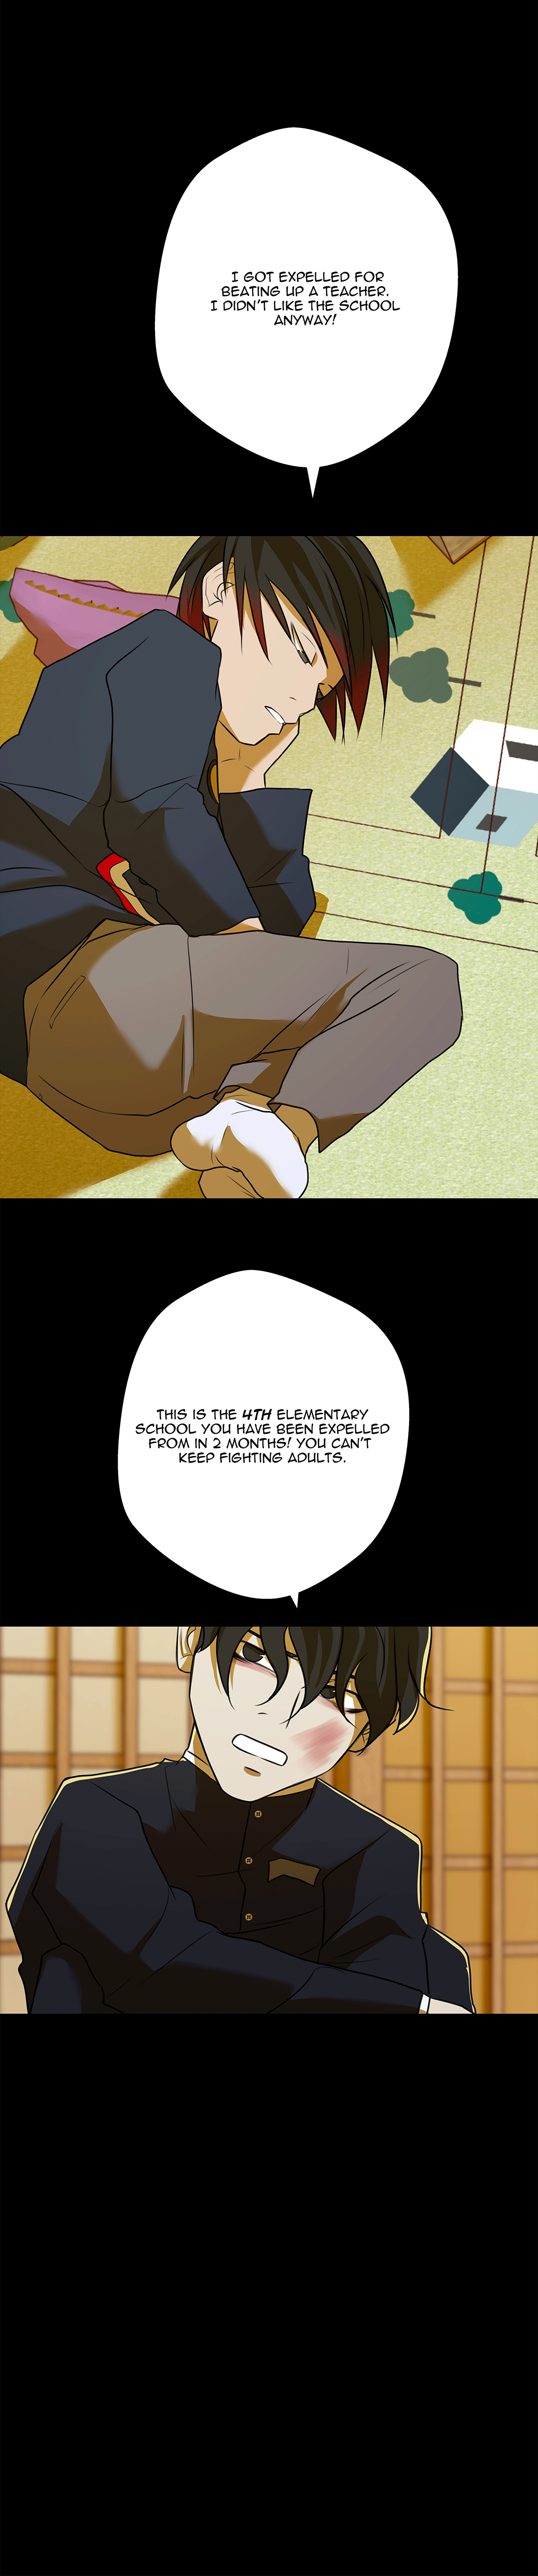 I GOT EXPELLED FOR
BEATING UP A TEACHER.
I DIDN'T LIKE THE SCHOOL
ANYWAY!
THIS IS THE 4TH ELEMENTARY
SCHOOL YOU HAVE BEEN EXPELLED
FROM IN 2 MONTHS! YOU CAN'T
KEEP FIGHTING ADULTS.